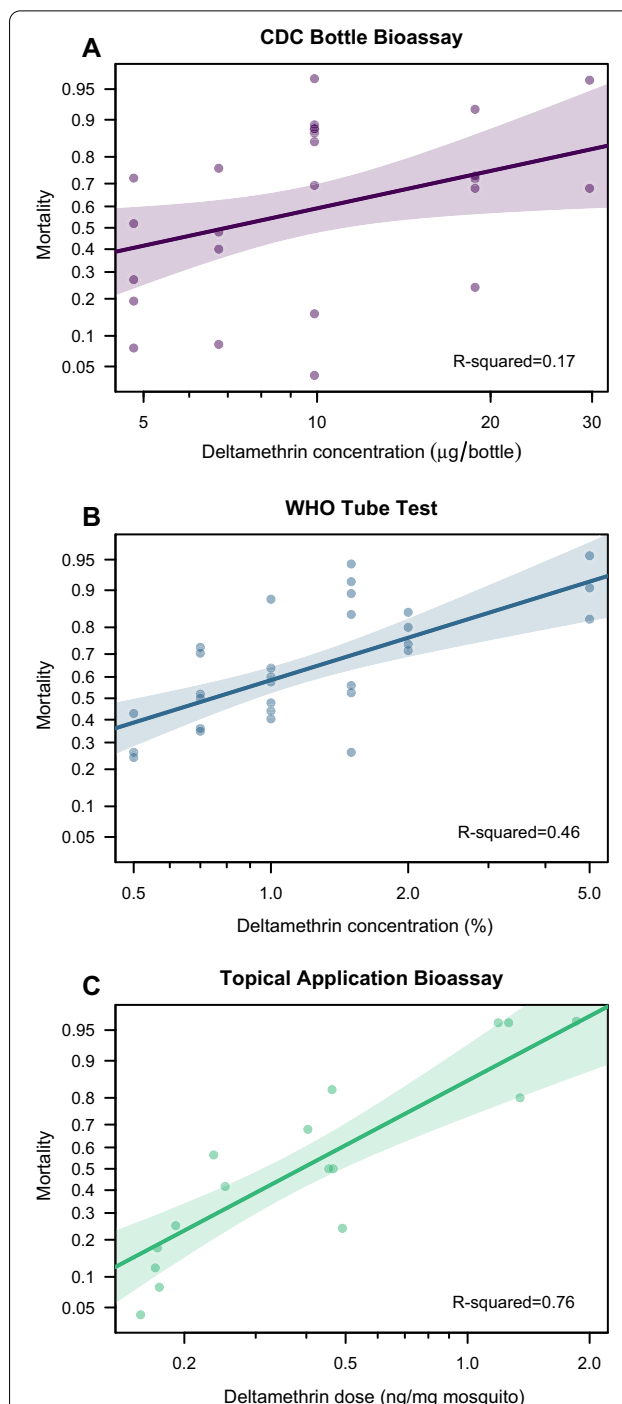 A
CDC Bottle Bioassay
0.95
0.9
0.8
0.7
0.6
0.5
0.4
0.3
0.2
0.1
0.05
Mortality
R-squared=0.17
5 10 20 30
Deltamethrin concentration (μg/bottle)
B
WHO Tube Test
0.95
0.9
0.8
0.7
0.6
0.5
0.4
0.3
0.2
0.1
0.05
Mortality
R-squared=0.46
0.5 1.0 2.0 5.0
Deltamethrin concentration (%)
C
Topical Application Bioassay
0.95
0.9
0.8
0.7
0.6
0.5
0.4
0.3
0.2
0.1
0.05
Mortality
R-squared=0.76
0.2 0.5 1.0 2.0
Deltamethrin dose (ng/mg mosquito)